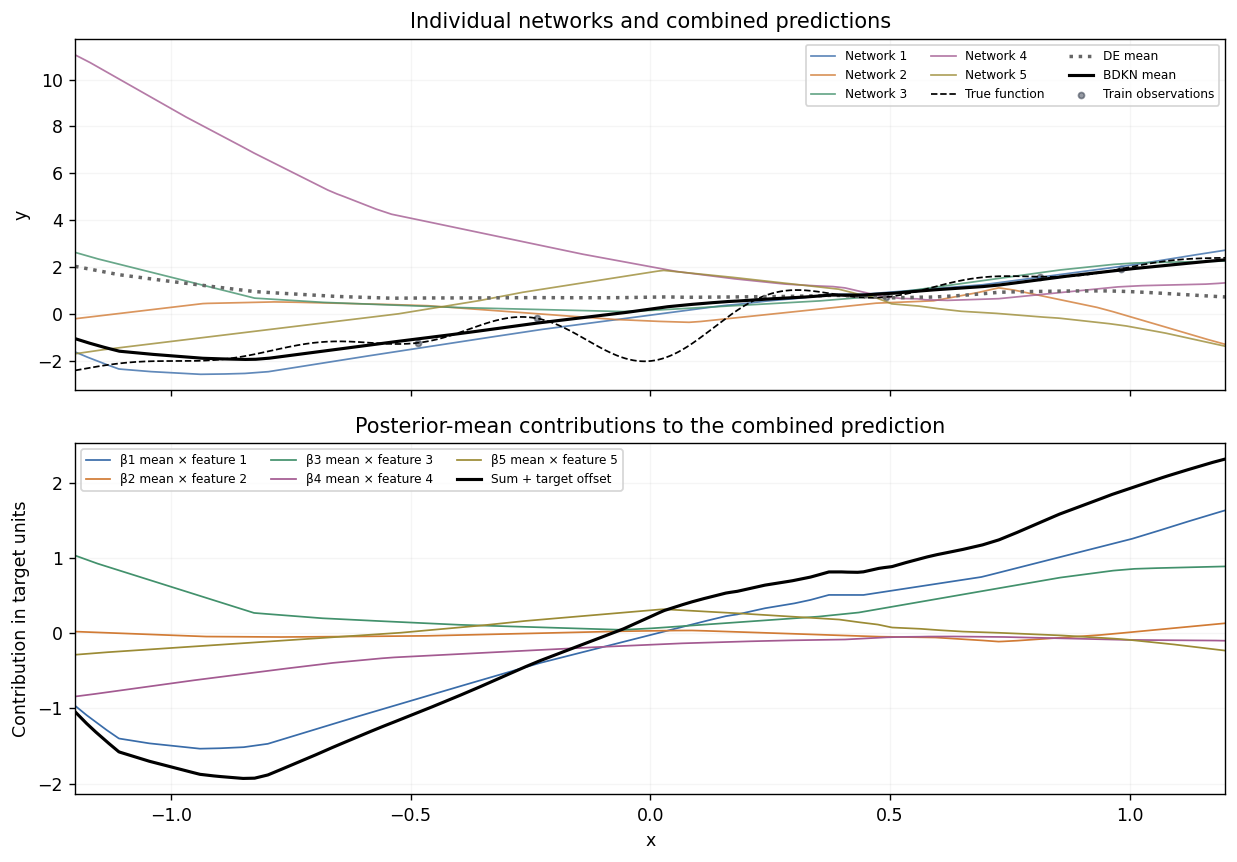 Individual networks and combined predictions
Network 1
Network 2
Network 3
Network 4
Network 5
True function
DE mean
BDKN mean
Train observations
10
8
6
4
2
0
−2
y
Posterior-mean contributions to the combined prediction
β1 mean × feature 1
β2 mean × feature 2
β3 mean × feature 3
β4 mean × feature 4
β5 mean × feature 5
Sum + target offset
2
1
0
−1
−2
Contribution in target units
−1.0
−0.5
0.0
0.5
1.0
x